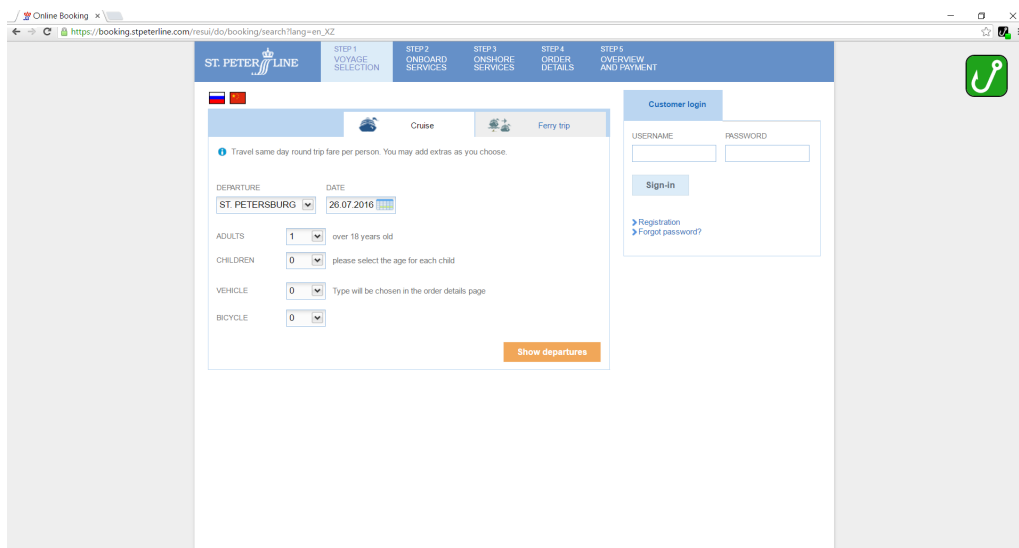 Online Booking
https://booking.stpeterline.com/resui/do/booking/search?lang=en_XZ
ST. PETER LINE
STEP 1
VOYAGE
SELECTION
STEP 2
ONBOARD
SERVICES
STEP 3
ONSHORE
SERVICES
STEP 4
ORDER
DETAILS
STEP 5
OVERVIEW
AND PAYMENT
Cruise
Ferry trip
Travel same day round trip fare per person. You may add extras as you choose.
DEPARTURE
DATE
ST. PETERSBURG
26.07.2016
ADULTS
1
over 18 years old
CHILDREN
0
please select the age for each child
VEHICLE
0
Type will be chosen in the order details page
BICYCLE
0
Show departures
Customer login
USERNAME
PASSWORD
Sign-in
Registration
Forgot password?